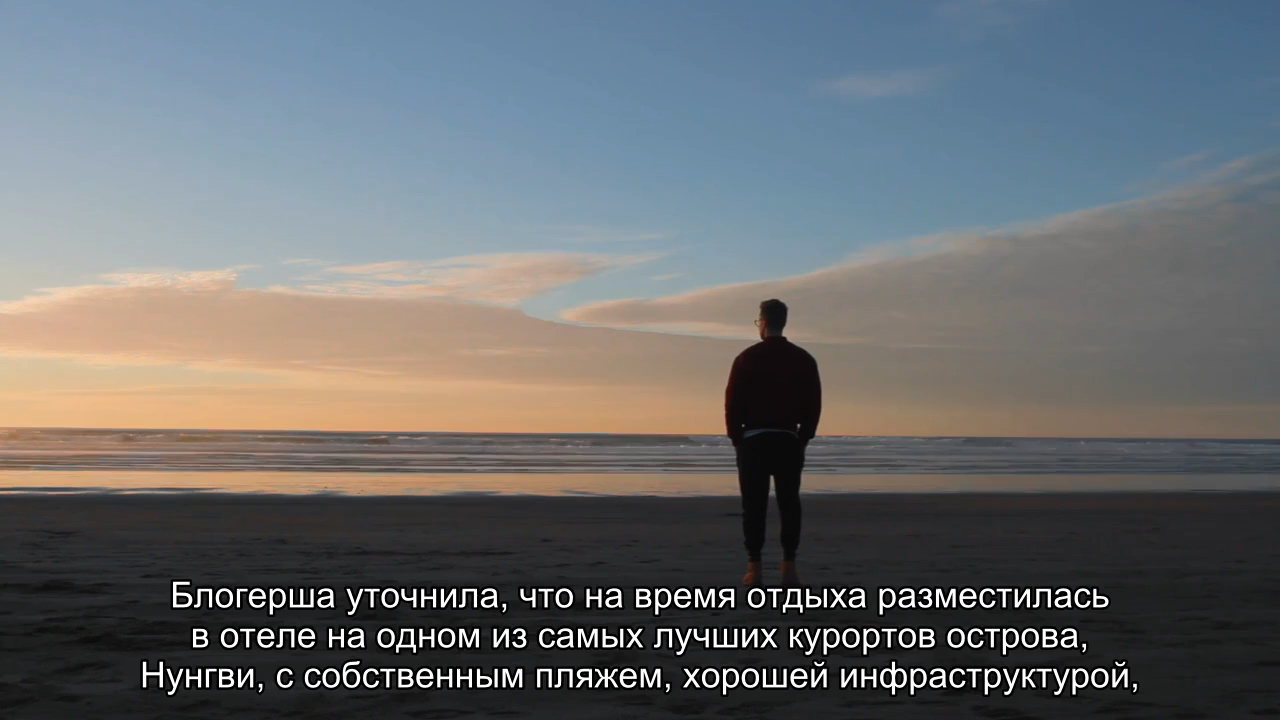 Блогерша уточнила, что на время отдыха разместилась
в отеле на одном из самых лучших курортов острова,
Нунгви, с собственным пляжем, хорошей инфраструктурой,